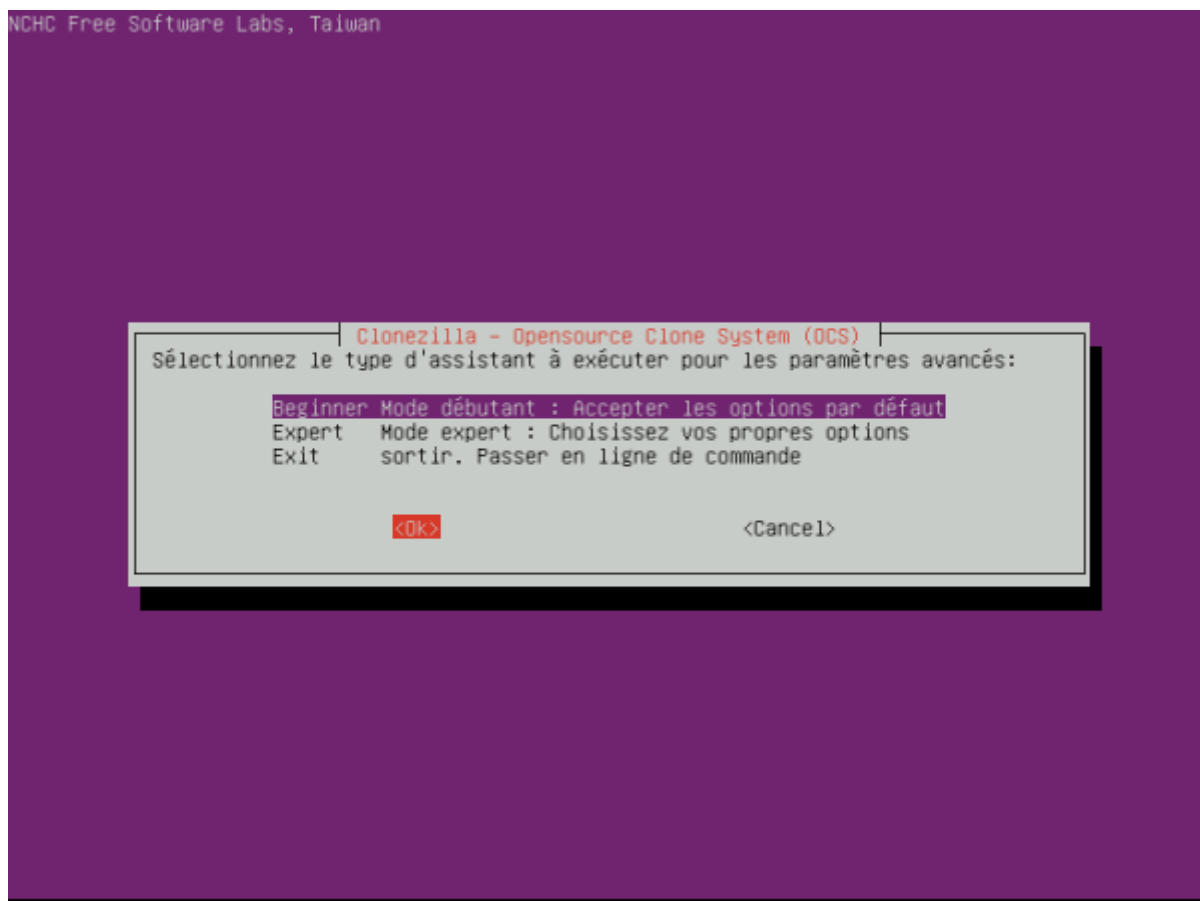 NCHC Free Software Labs, Taiwan
Clonezilla - Opensource Clone System (OCS)
Sélectionnez le type d'assistant à exécuter pour les paramètres avancés:
Beginner Mode débutant : Accepter les options par défaut
Expert Mode expert : Choisissez vos propres options
Exit sortir. Passer en ligne de commande
<Ok> <Cancel>